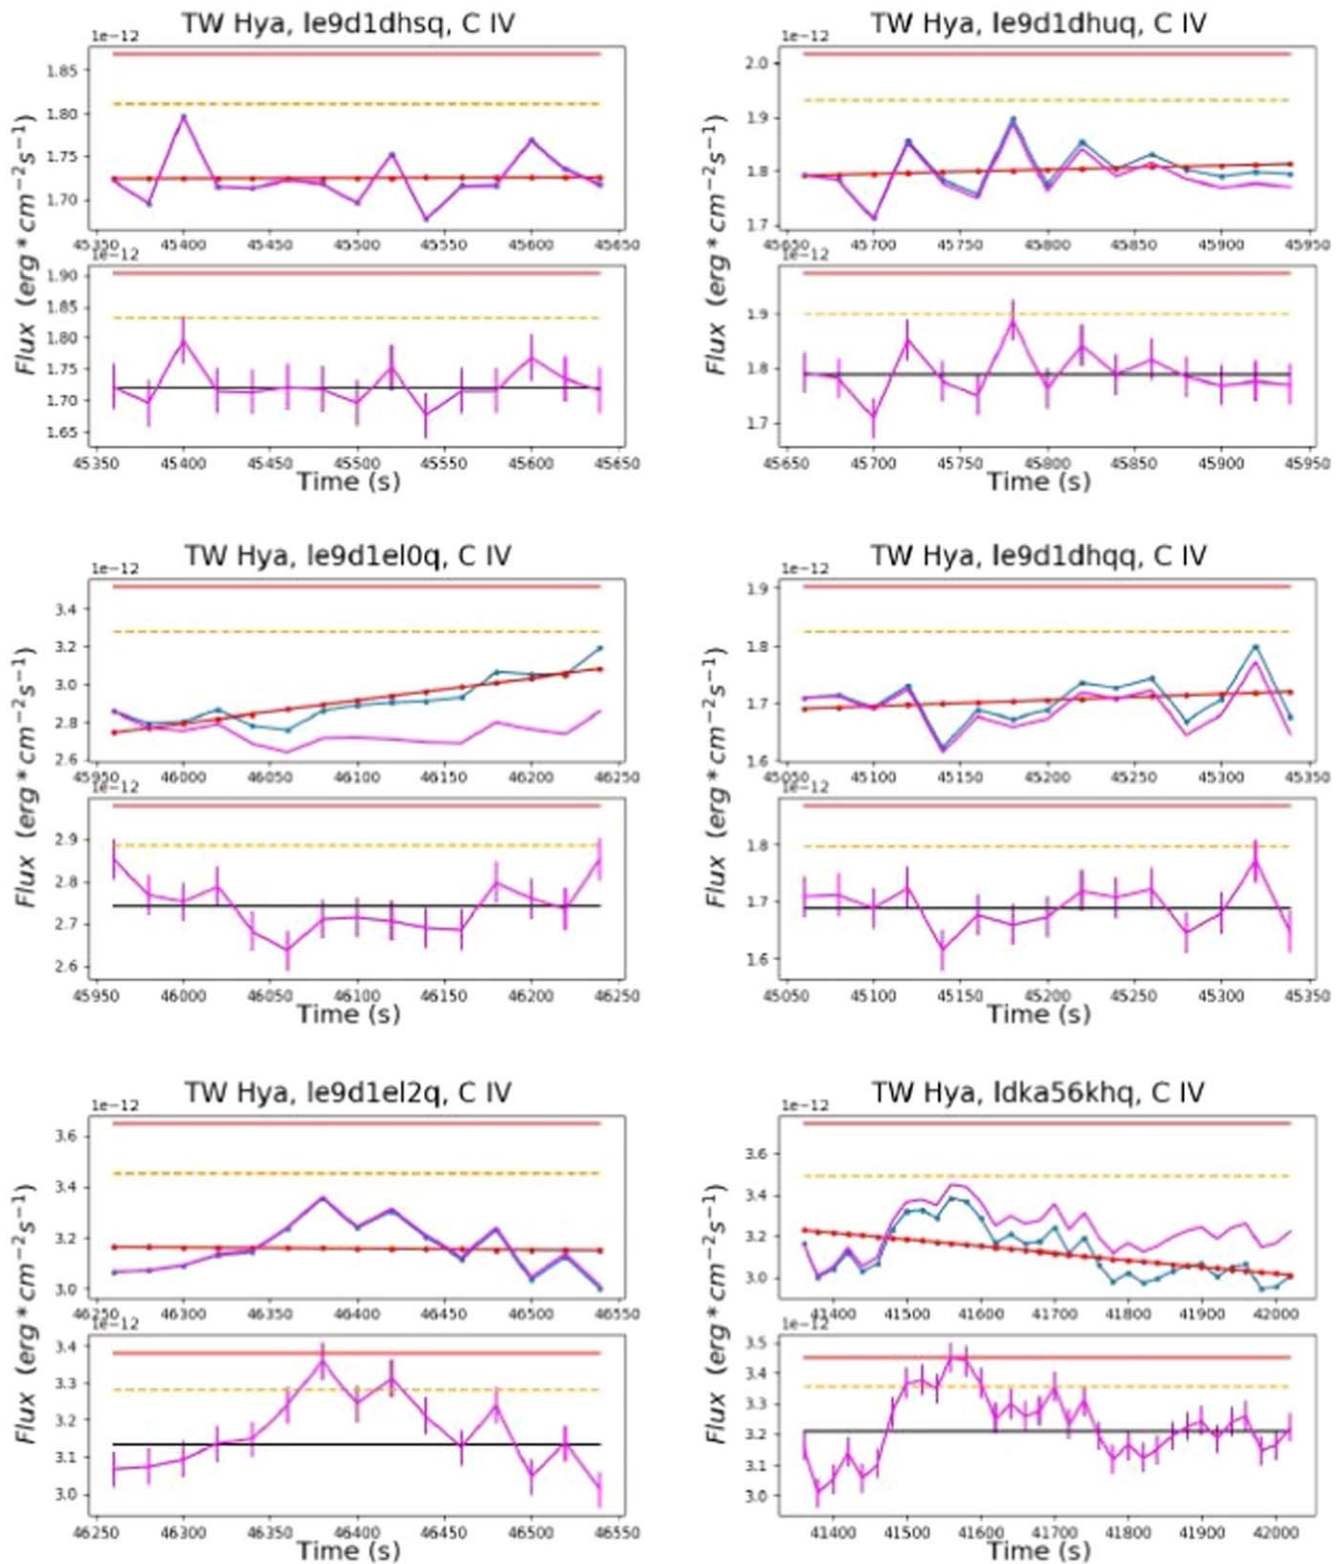 TW Hya, le9d1dhsq, C IV
1e−12
1.85
1.80
1.75
1.70
45350 45400 45450 45500 45550 45600 45650
1e−12
1.90
1.85
1.80
1.75
1.70
1.65
45350 45400 45450 45500 45550 45600 45650
Time (s)
Flux (erg*cm−2s−1)
TW Hya, le9d1dhuq, C IV
1e−12
2.0
1.9
1.8
1.7
45650 45700 45750 45800 45850 45900 45950
1e−12
1.9
1.8
1.7
45650 45700 45750 45800 45850 45900 45950
Time (s)
Flux (erg*cm−2s−1)
TW Hya, le9d1el0q, C IV
1e−12
3.4
3.2
3.0
2.8
2.6
45950 46000 46050 46100 46150 46200 46250
1e−12
2.9
2.8
2.7
2.6
45950 46000 46050 46100 46150 46200 46250
Time (s)
Flux (erg*cm−2s−1)
TW Hya, le9d1dhqq, C IV
1e−12
1.9
1.8
1.7
1.6
45050 45100 45150 45200 45250 45300 45350
1e−12
1.8
1.7
1.6
45050 45100 45150 45200 45250 45300 45350
Time (s)
Flux (erg*cm−2s−1)
TW Hya, le9d1el2q, C IV
1e−12
3.6
3.4
3.2
3.0
46250 46300 46350 46400 46450 46500 46550
1e−12
3.4
3.3
3.2
3.1
3.0
46250 46300 46350 46400 46450 46500 46550
Time (s)
Flux (erg*cm−2s−1)
TW Hya, ldka56khq, C IV
1e−12
3.6
3.4
3.2
3.0
41400 41500 41600 41700 41800 41900 42000
1e−12
3.5
3.4
3.3
3.2
3.1
3.0
41400 41500 41600 41700 41800 41900 42000
Time (s)
Flux (erg*cm−2s−1)